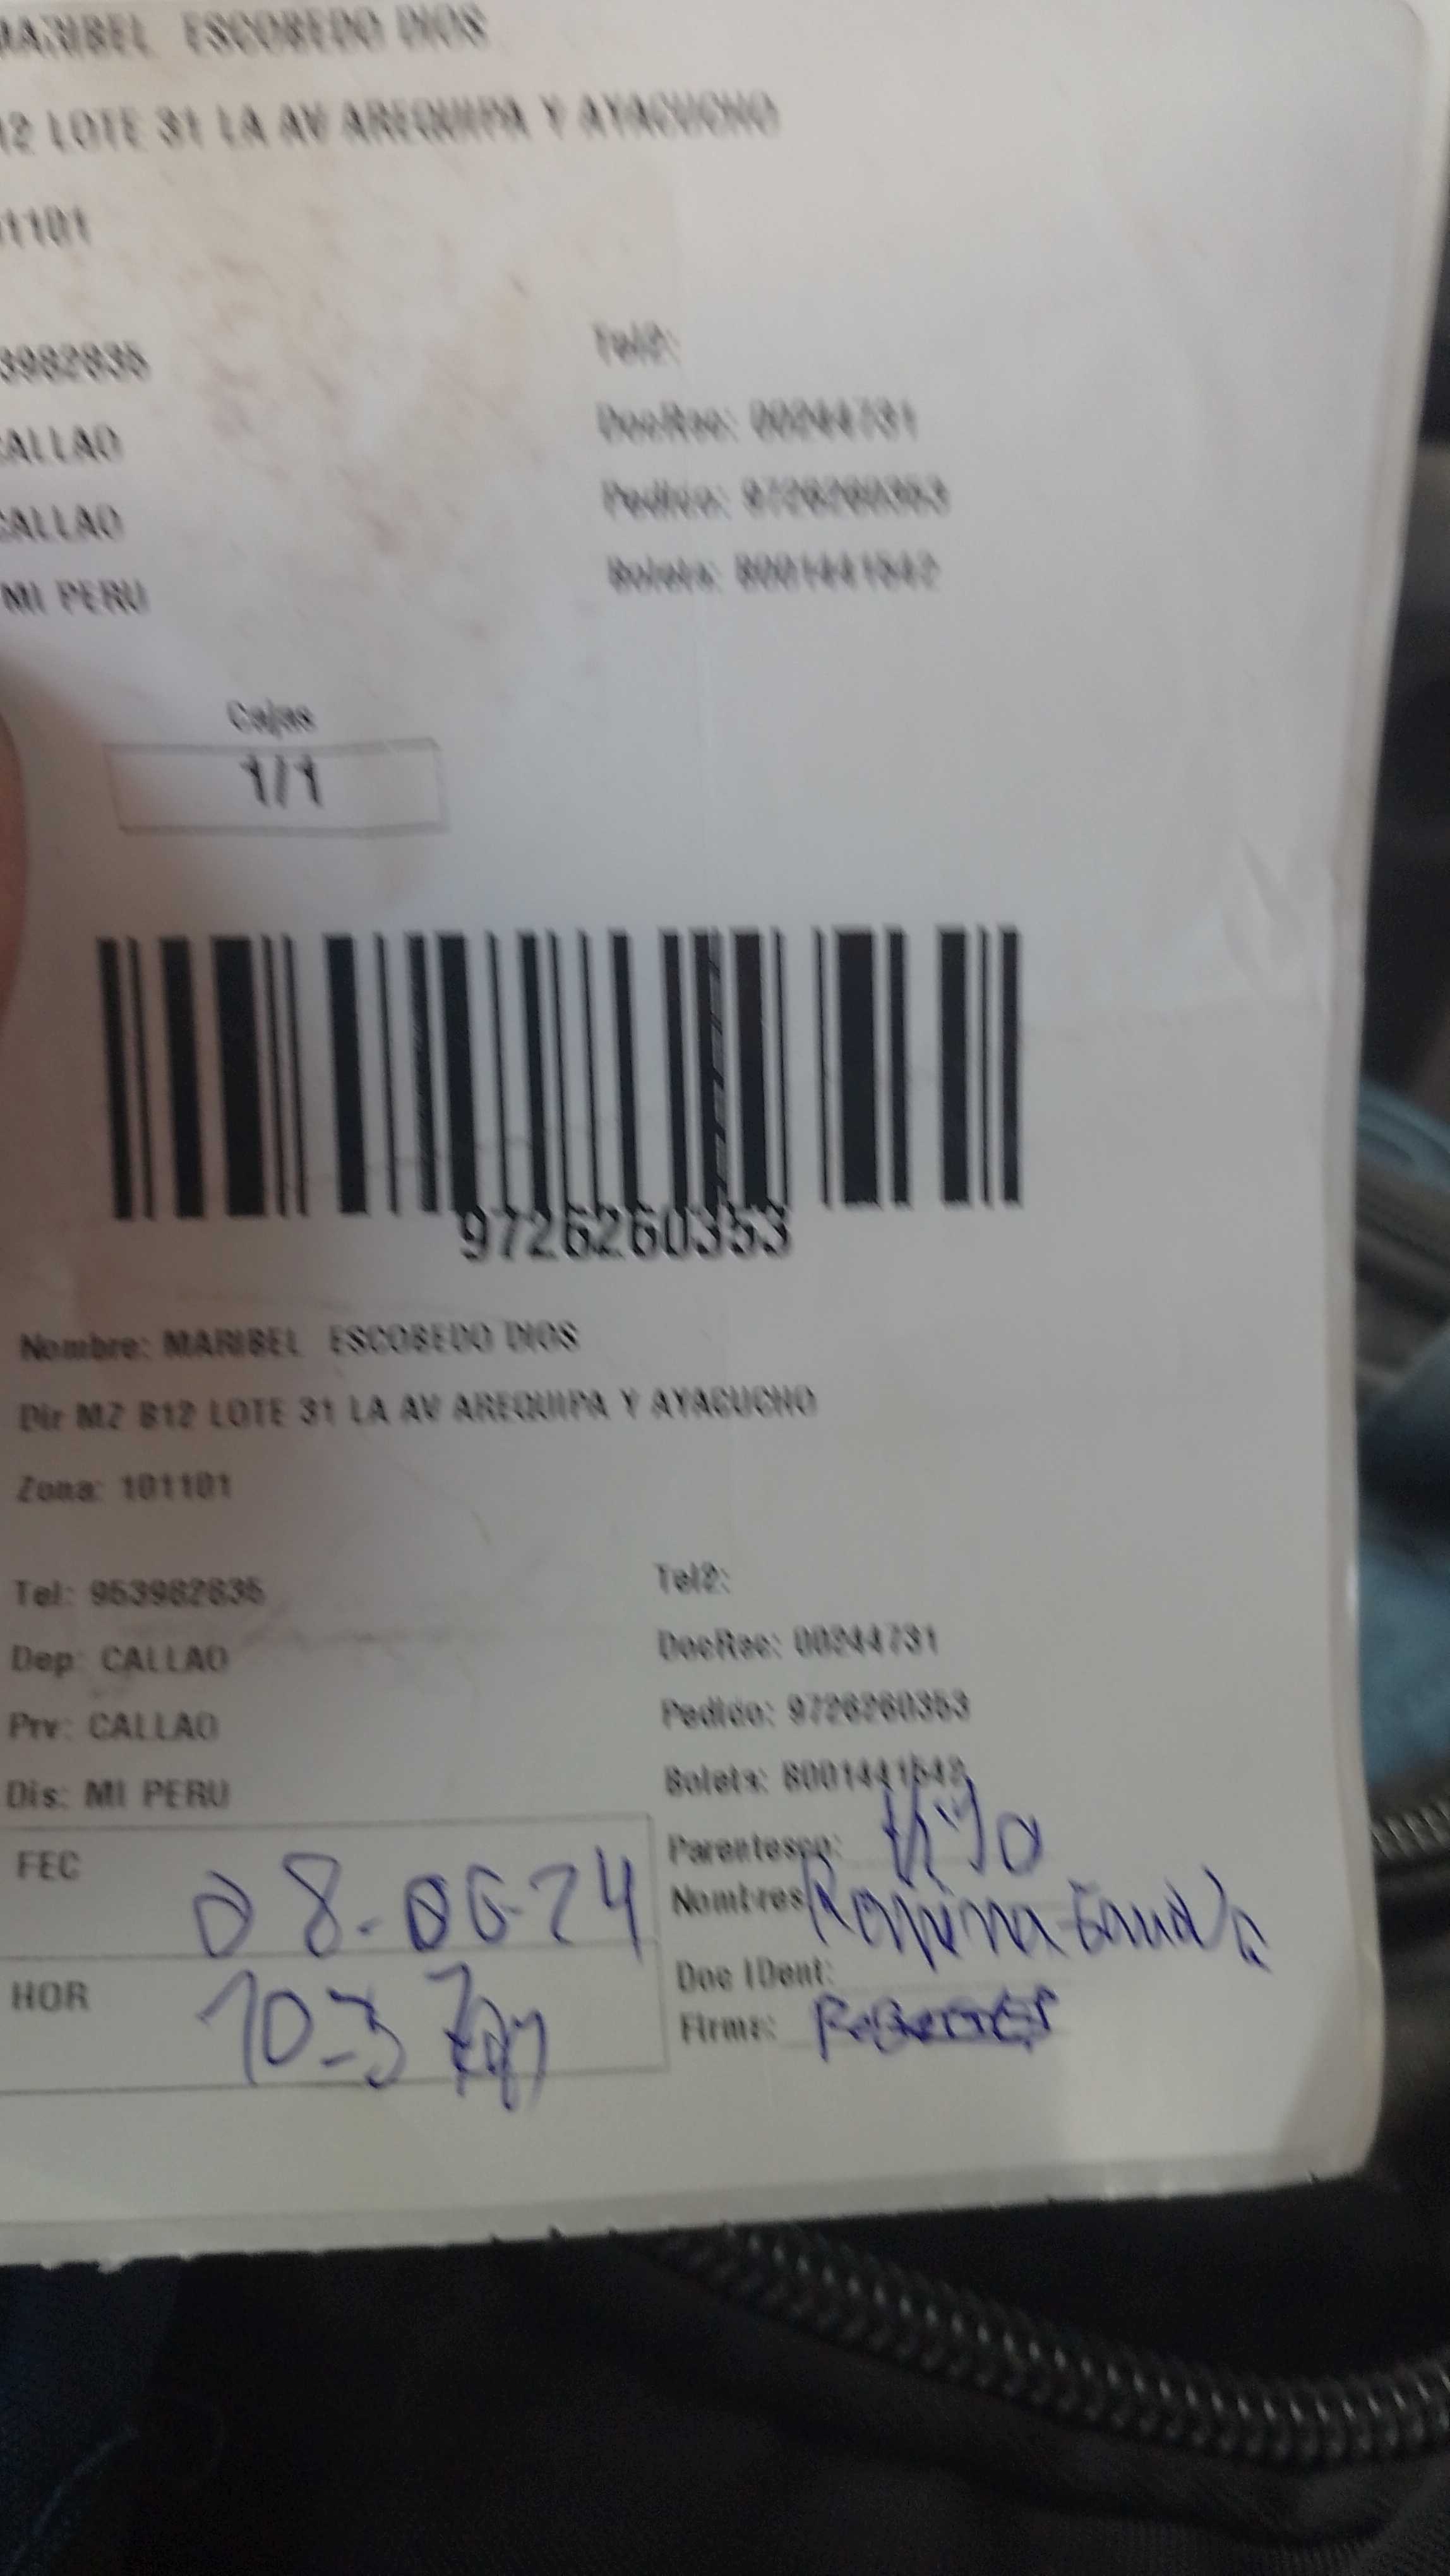 MARIBEL ESCOBEDO DIOS
12 LOTE 31 LA AV AREQUIPA Y AYACUCHO
1101
3982835
Tel2:
CALLAO
DocRec: 00244731
CALLAO
Pedido: 9726260353
MI PERU
Boleta: 8001441542
Cajas
1/1
9726260353
Nombre: MARIBEL ESCOBEDO DIOS
Dir MZ B12 LOTE 31 LA AV AREQUIPA Y AYACUCHO
Zona: 101101
Tel: 953982835
Tel2:
Dep: CALLAO
DocRec: 00244731
Prv: CALLAO
Pedido: 9726260353
Dis: MI PERU
Boleta: 8001441542
Parentesco: hijo
FEC 08-06-24
Nombres
HOR 10-37am
Doc IDent:
Firma: